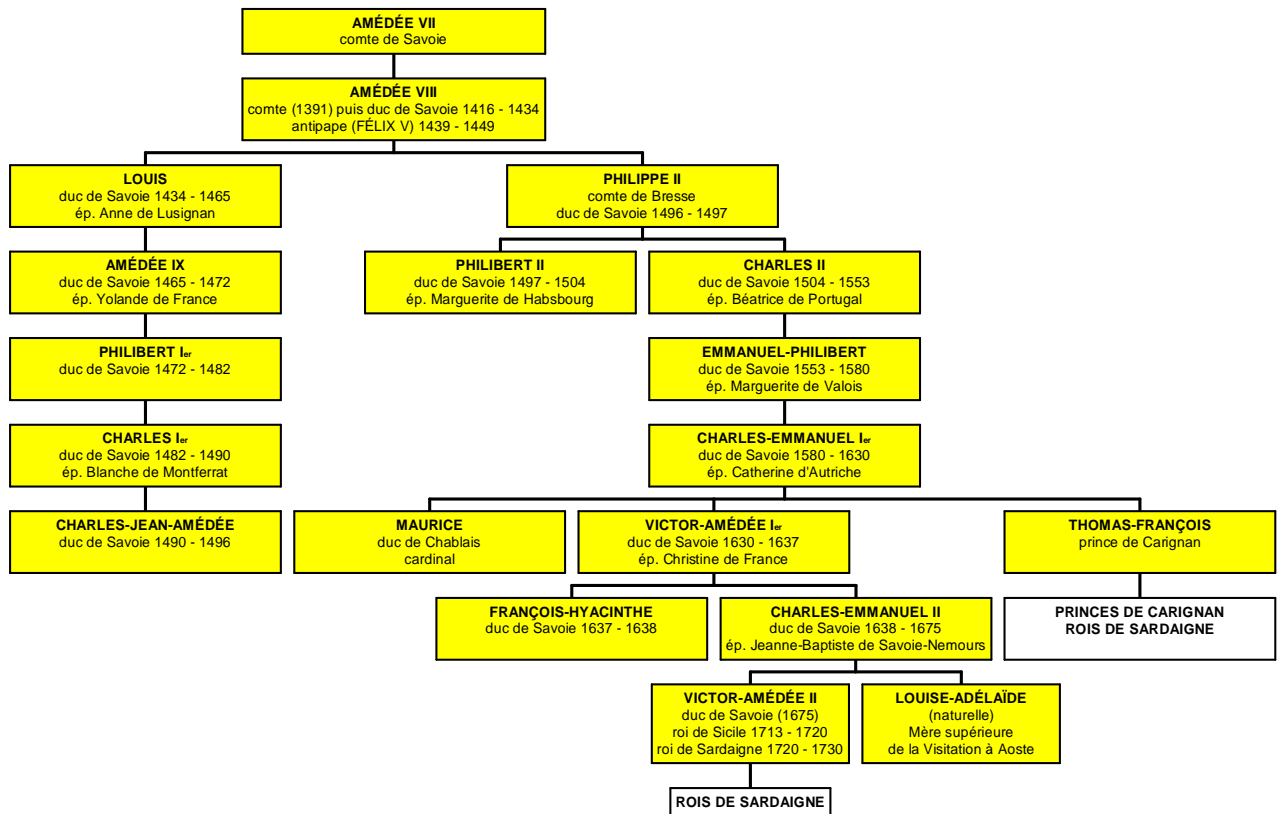 AMÉDÉE VII
comte de Savoie
AMÉDÉE VIII
comte (1391) puis duc de Savoie 1416 - 1434
antipape (FÉLIX V) 1439 - 1449
LOUIS
duc de Savoie 1434 - 1465
ép. Anne de Lusignan
PHILIPPE II
comte de Bresse
duc de Savoie 1496 - 1497
AMÉDÉE IX
duc de Savoie 1465 - 1472
ép. Yolande de France
PHILIBERT II
duc de Savoie 1497 - 1504
ép. Marguerite de Habsbourg
CHARLES II
duc de Savoie 1504 - 1553
ép. Béatrice de Portugal
PHILIBERT Ier
duc de Savoie 1472 - 1482
EMMANUEL-PHILIBERT
duc de Savoie 1553 - 1580
ép. Marguerite de Valois
CHARLES Ier
duc de Savoie 1482 - 1490
ép. Blanche de Montferrat
CHARLES-EMMANUEL Ier
duc de Savoie 1580 - 1630
ép. Catherine d'Autriche
CHARLES-JEAN-AMÉDÉE
duc de Savoie 1490 - 1496
MAURICE
duc de Chablais
cardinal
VICTOR-AMÉDÉE Ier
duc de Savoie 1630 - 1637
ép. Christine de France
THOMAS-FRANÇOIS
prince de Carignan
FRANÇOIS-HYACINTHE
duc de Savoie 1637 - 1638
CHARLES-EMMANUEL II
duc de Savoie 1638 - 1675
ép. Jeanne-Baptiste de Savoie-Nemours
PRINCES DE CARIGNAN
ROIS DE SARDAIGNE
VICTOR-AMÉDÉE II
duc de Savoie (1675)
roi de Sicile 1713 - 1720
roi de Sardaigne 1720 - 1730
LOUISE-ADÉLAÏDE
(naturelle)
Mère supérieure
de la Visitation à Aoste
ROIS DE SARDAIGNE